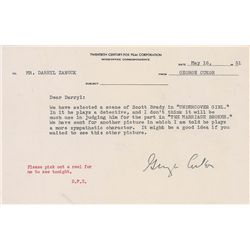 TWENTIETH CENTURY-FOX FILM CORPORATION
INTER-OFFICE CORRESPONDENCE
DATE May 16, 51
TO MR. DARRYL ZANUCK FROM GEORGE CUKOR
SUBJECT
Dear Darryl:
We have selected a scene of Scott Brady in "UNDERCOVER GIRL".
In it he plays a detective, and I don't think it will be
much use in judging him for the part in "THE MARRIAGE BROKER."
We have sent for another picture in which I am told he plays
a more sympathetic character. It might be a good idea if you
waited to see this other picture.
George Cukor
Please pick out a reel for
me to see tonight.
D.F.Z.